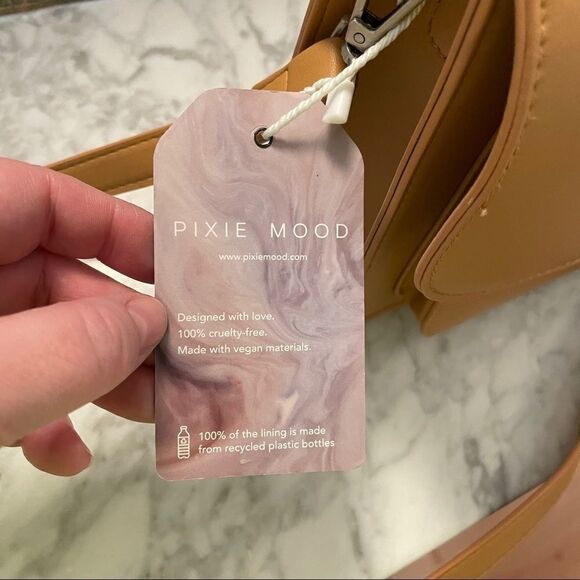 PIXIE MOOD
www.pixiemood.com
Designed with love.
100% cruelty-free.
Made with vegan materials.
100% of the lining is made
from recycled plastic bottles